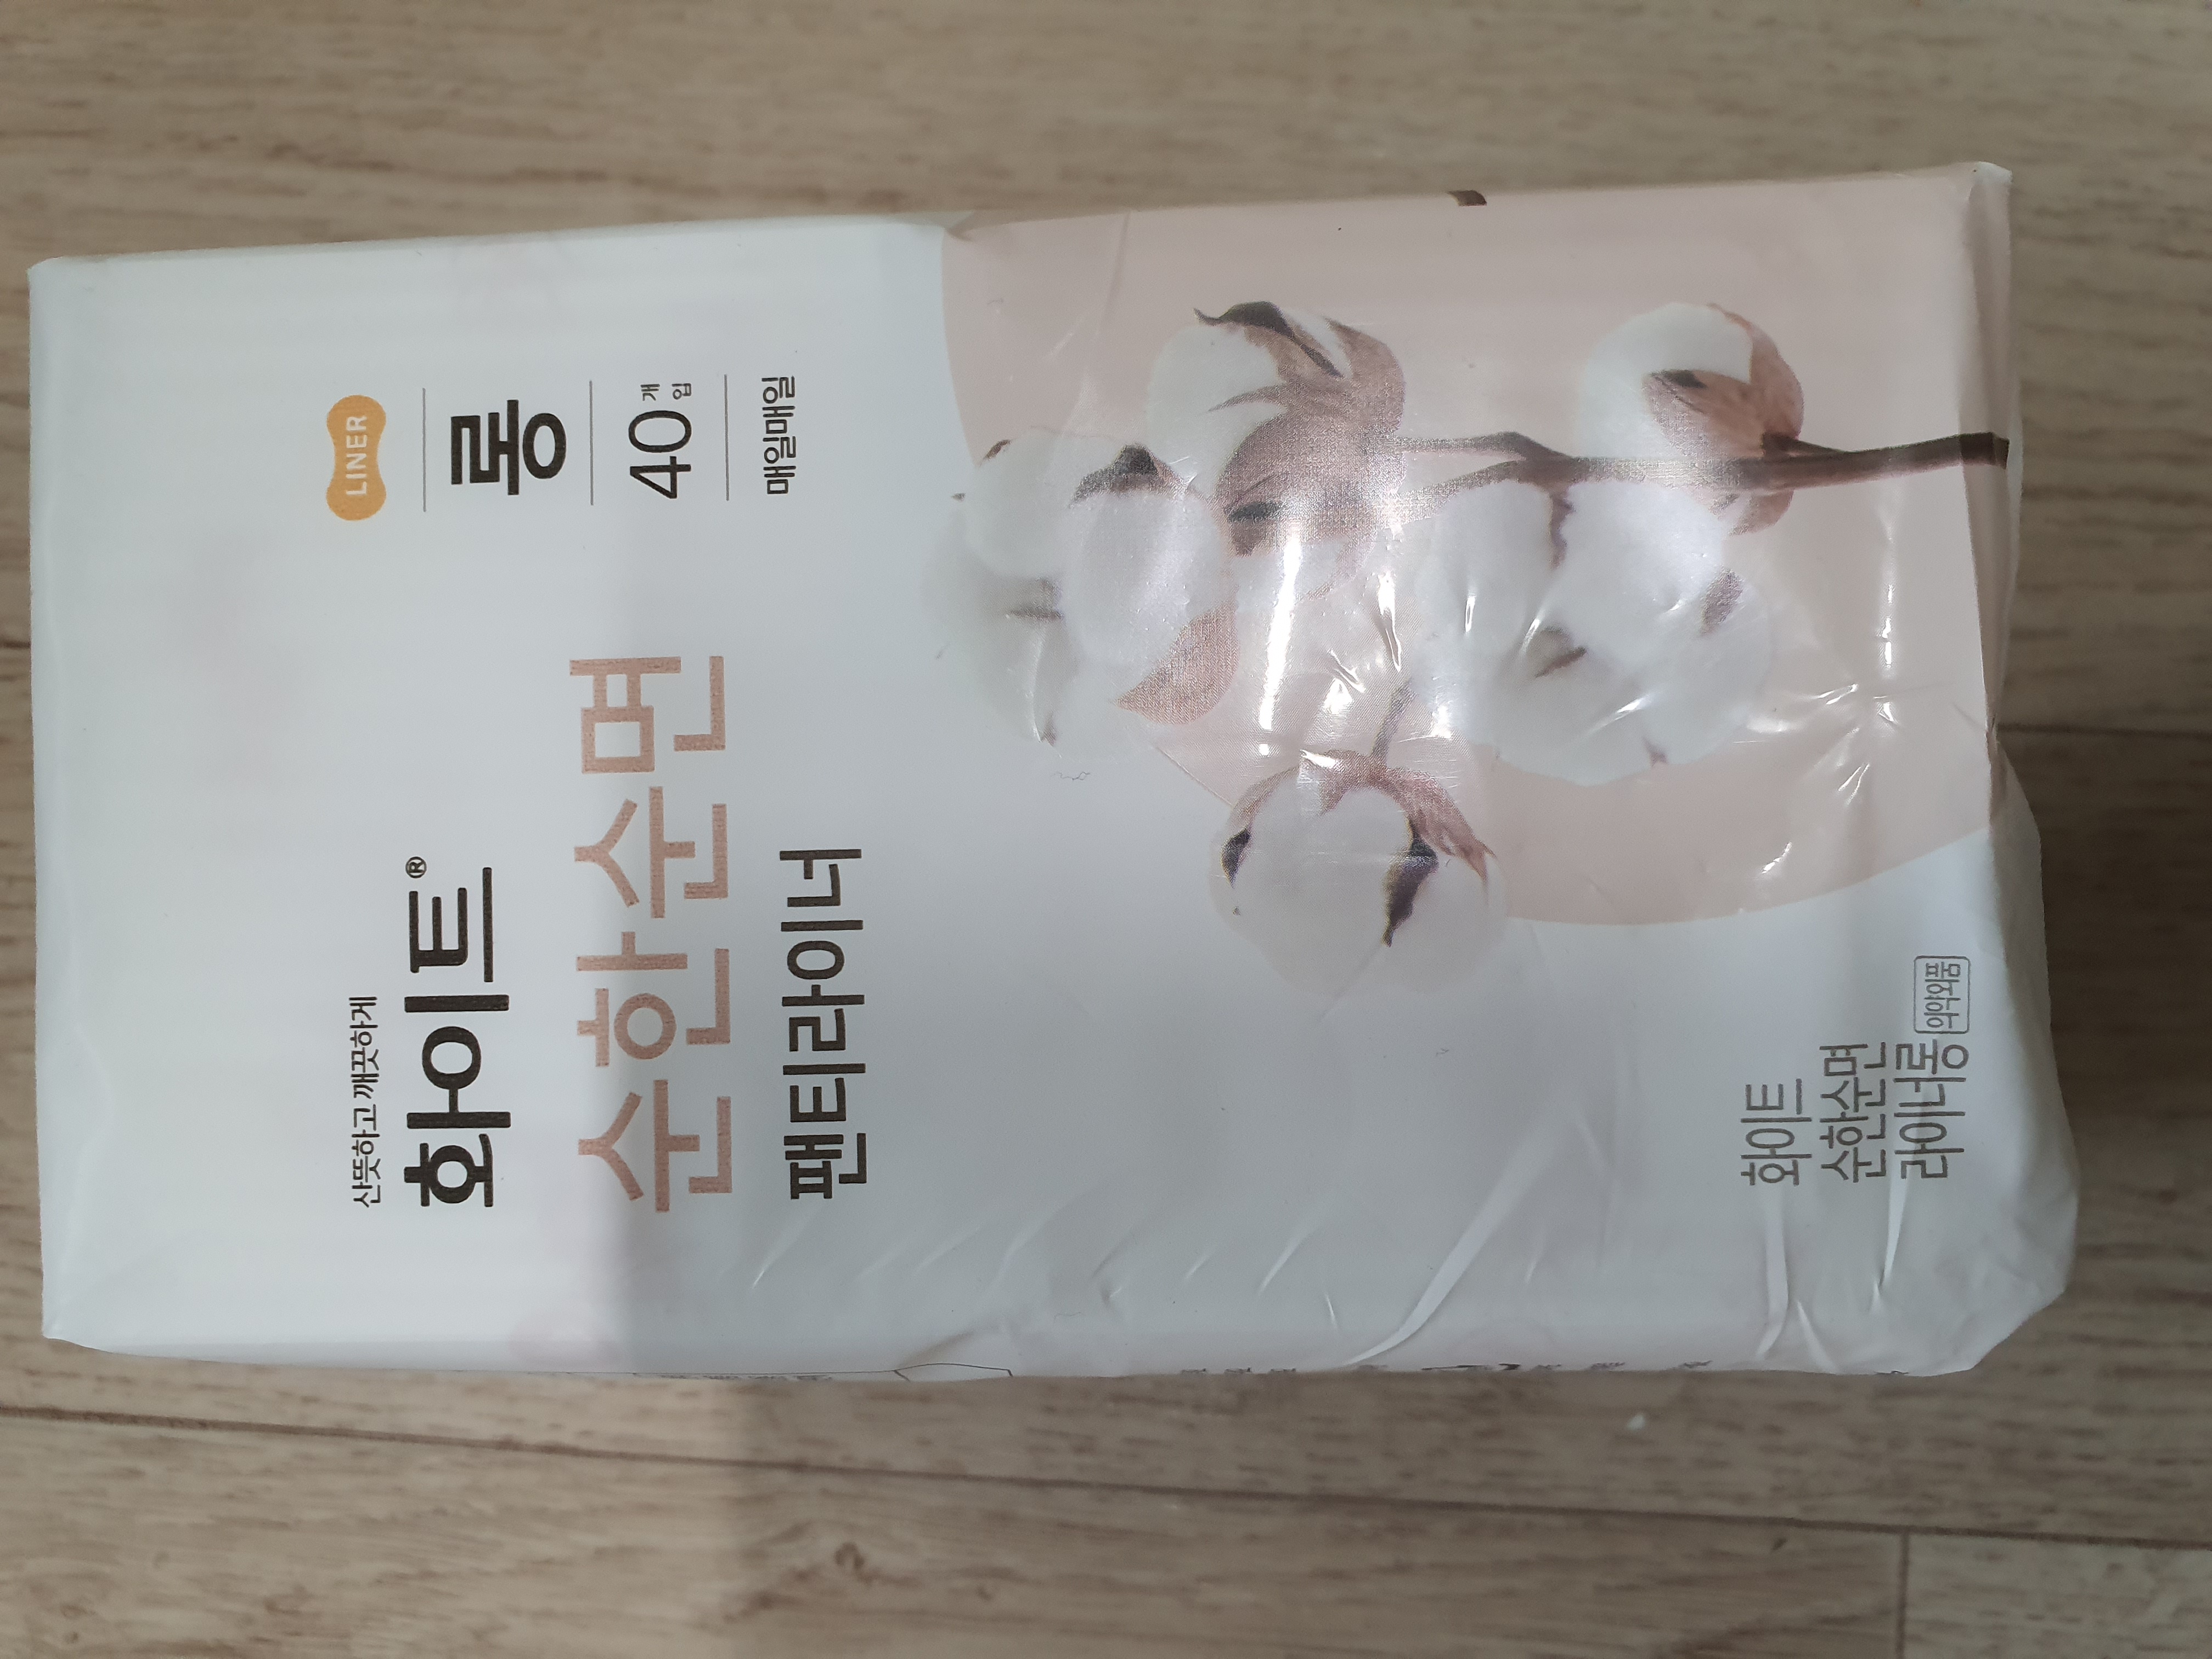 산뜻하고 깨끗하게
화이트®
순한순면
팬티라이너
LINER
롱
40개입
매일매일
화이트
순한순면
라이너롱 의약외품